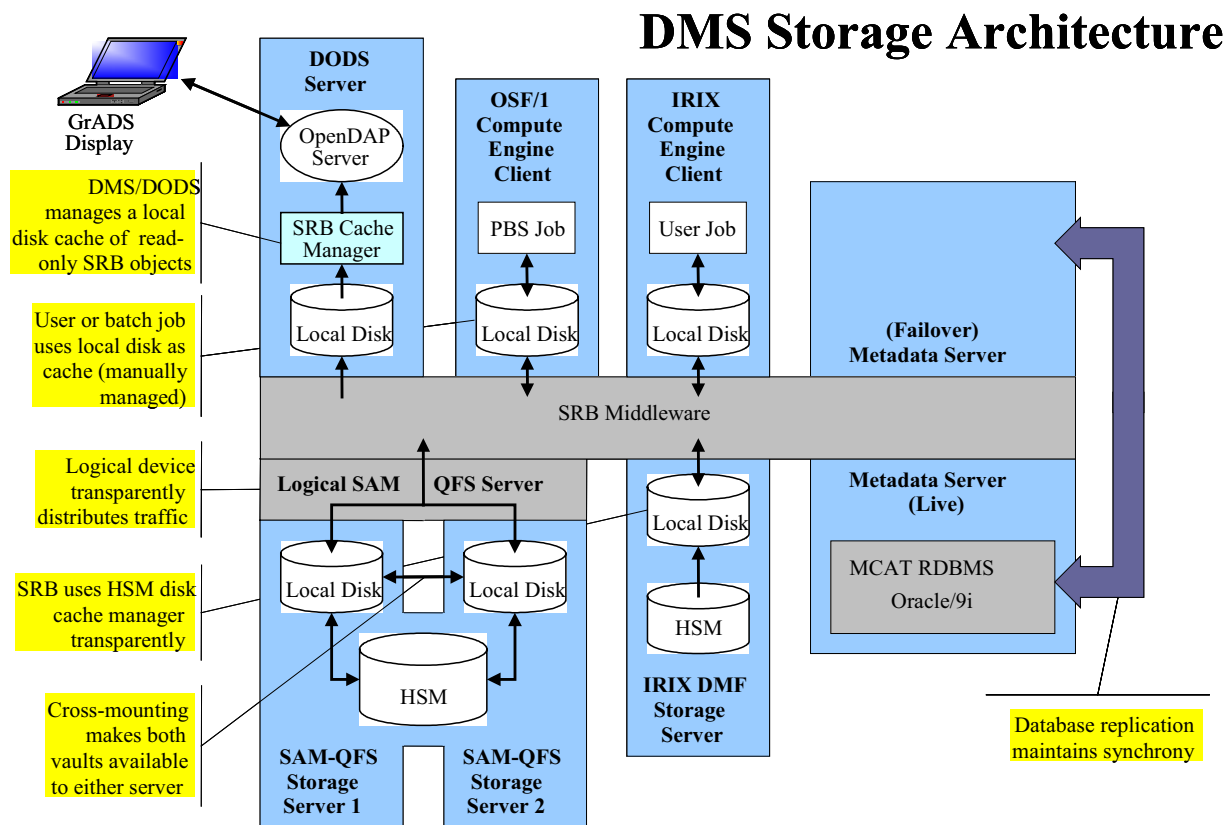 DMS Storage Architecture
GrADS
Display
DODS
Server
OpenDAP
Server
SRB Cache
Manager
Local Disk
OSF/1
Compute
Engine
Client
PBS Job
Local Disk
IRIX
Compute
Engine
Client
User Job
Local Disk
(Failover)
Metadata Server
DMS/DODS
manages a local
disk cache of read-
only SRB objects
User or batch job
uses local disk as
cache (manually
managed)
SRB Middleware
Logical device
transparently
distributes traffic
Logical SAM QFS Server
Local Disk
Local Disk
HSM
SAM-QFS
Storage
Server 1
SAM-QFS
Storage
Server 2
Local Disk
HSM
IRIX DMF
Storage
Server
Metadata Server
(Live)
MCAT RDBMS
Oracle/9i
SRB uses HSM disk
cache manager
transparently
Cross-mounting
makes both
vaults available
to either server
Database replication
maintains synchrony